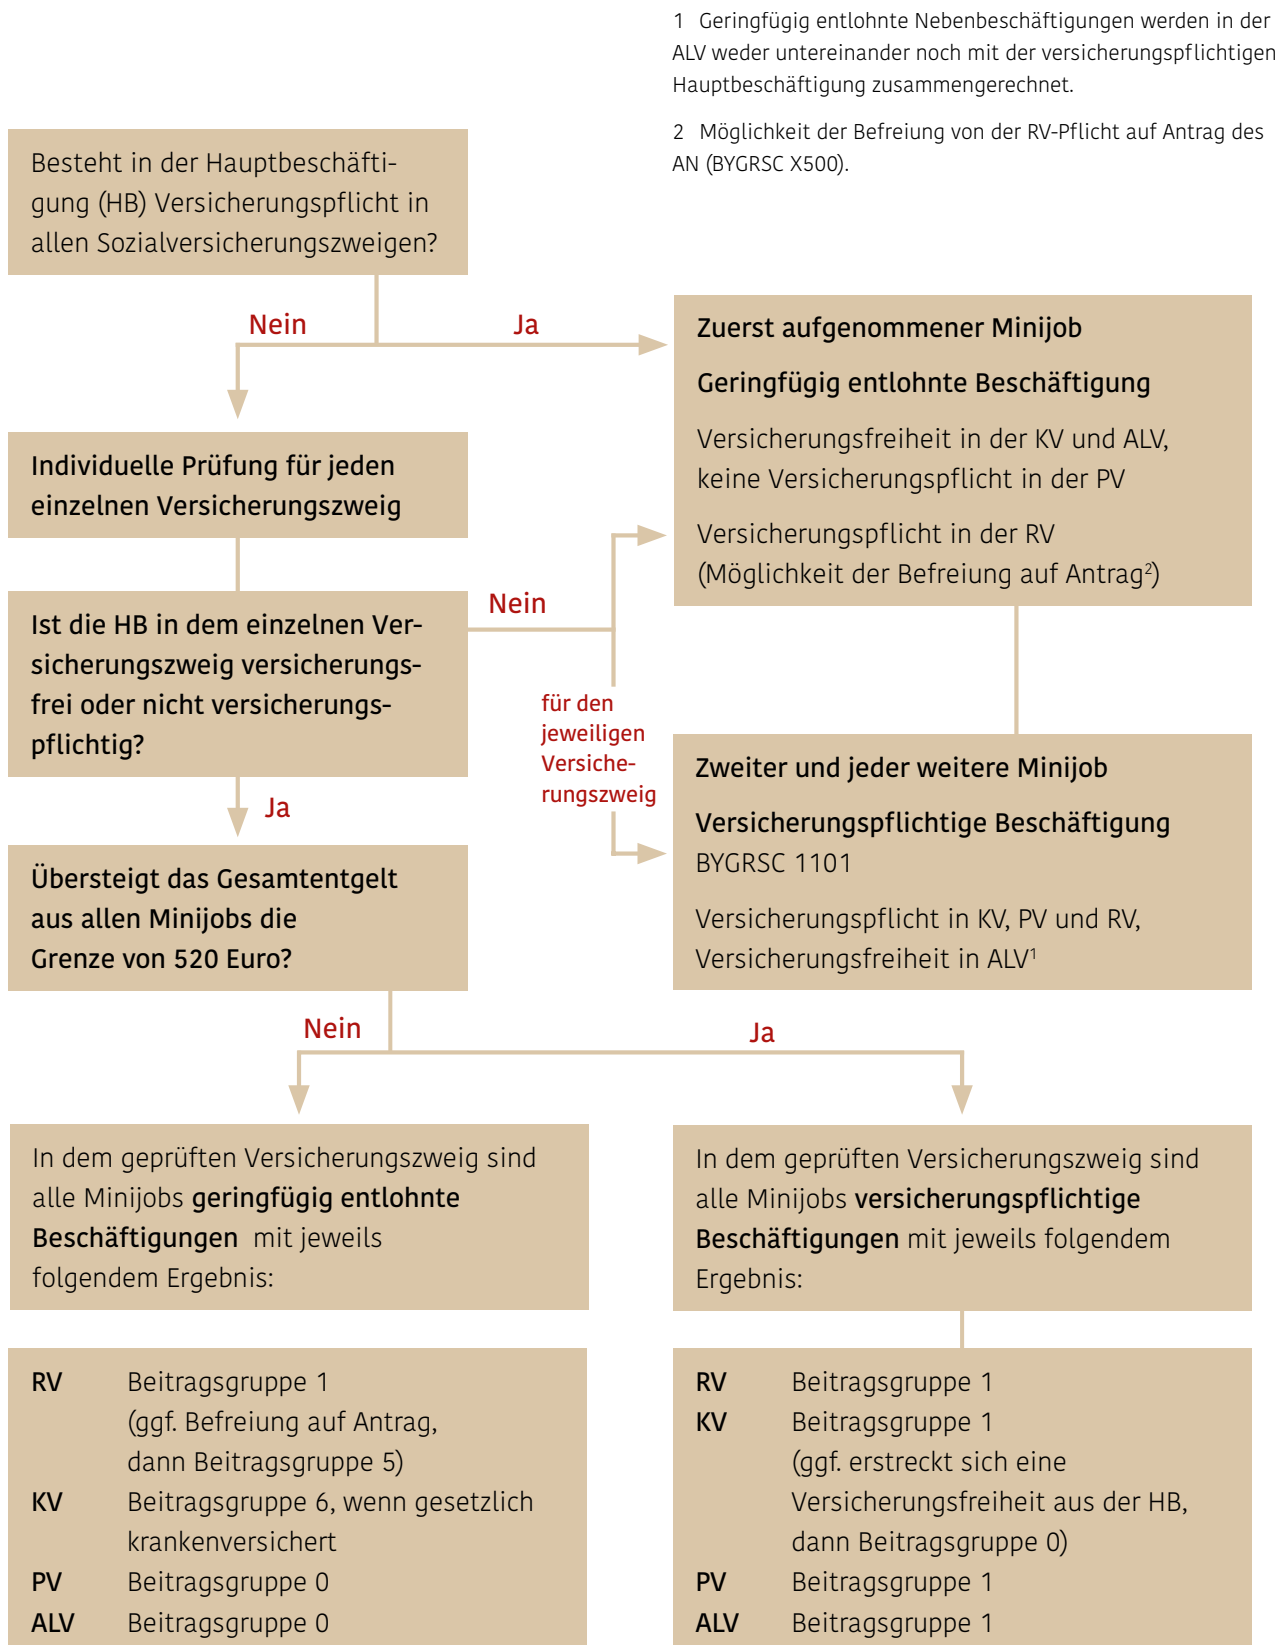 1 Geringfügig entlohnte Nebenbeschäftigungen werden in der
ALV weder untereinander noch mit der versicherungspflichtigen
Hauptbeschäftigung zusammengerechnet.
2 Möglichkeit der Befreiung von der RV-Pflicht auf Antrag des
AN (BYGRSC X500).
Besteht in der Hauptbeschäfti-
gung (HB) Versicherungspflicht in
allen Sozialversicherungszweigen?
Nein
Ja
Zuerst aufgenommener Minijob
Geringfügig entlohnte Beschäftigung
Versicherungsfreiheit in der KV und ALV,
keine Versicherungspflicht in der PV
Versicherungspflicht in der RV
(Möglichkeit der Befreiung auf Antrag²)
Individuelle Prüfung für jeden
einzelnen Versicherungszweig
Ist die HB in dem einzelnen Ver-
sicherungszweig versicherungs-
frei oder nicht versicherungs-
pflichtig?
Nein
für den
jeweiligen
Versiche-
rungszweig
Zweiter und jeder weitere Minijob
Versicherungspflichtige Beschäftigung
BYGRSC 1101
Versicherungspflicht in KV, PV und RV,
Versicherungsfreiheit in ALV¹
Ja
Übersteigt das Gesamtentgelt
aus allen Minijobs die
Grenze von 520 Euro?
Nein
Ja
In dem geprüften Versicherungszweig sind
alle Minijobs geringfügig entlohnte
Beschäftigungen mit jeweils
folgendem Ergebnis:
RV Beitragsgruppe 1
(ggf. Befreiung auf Antrag,
dann Beitragsgruppe 5)
KV Beitragsgruppe 6, wenn gesetzlich
krankenversichert
PV Beitragsgruppe 0
ALV Beitragsgruppe 0
In dem geprüften Versicherungszweig sind
alle Minijobs versicherungspflichtige
Beschäftigungen mit jeweils folgendem
Ergebnis:
RV Beitragsgruppe 1
KV Beitragsgruppe 1
(ggf. erstreckt sich eine
Versicherungsfreiheit aus der HB,
dann Beitragsgruppe 0)
PV Beitragsgruppe 1
ALV Beitragsgruppe 1